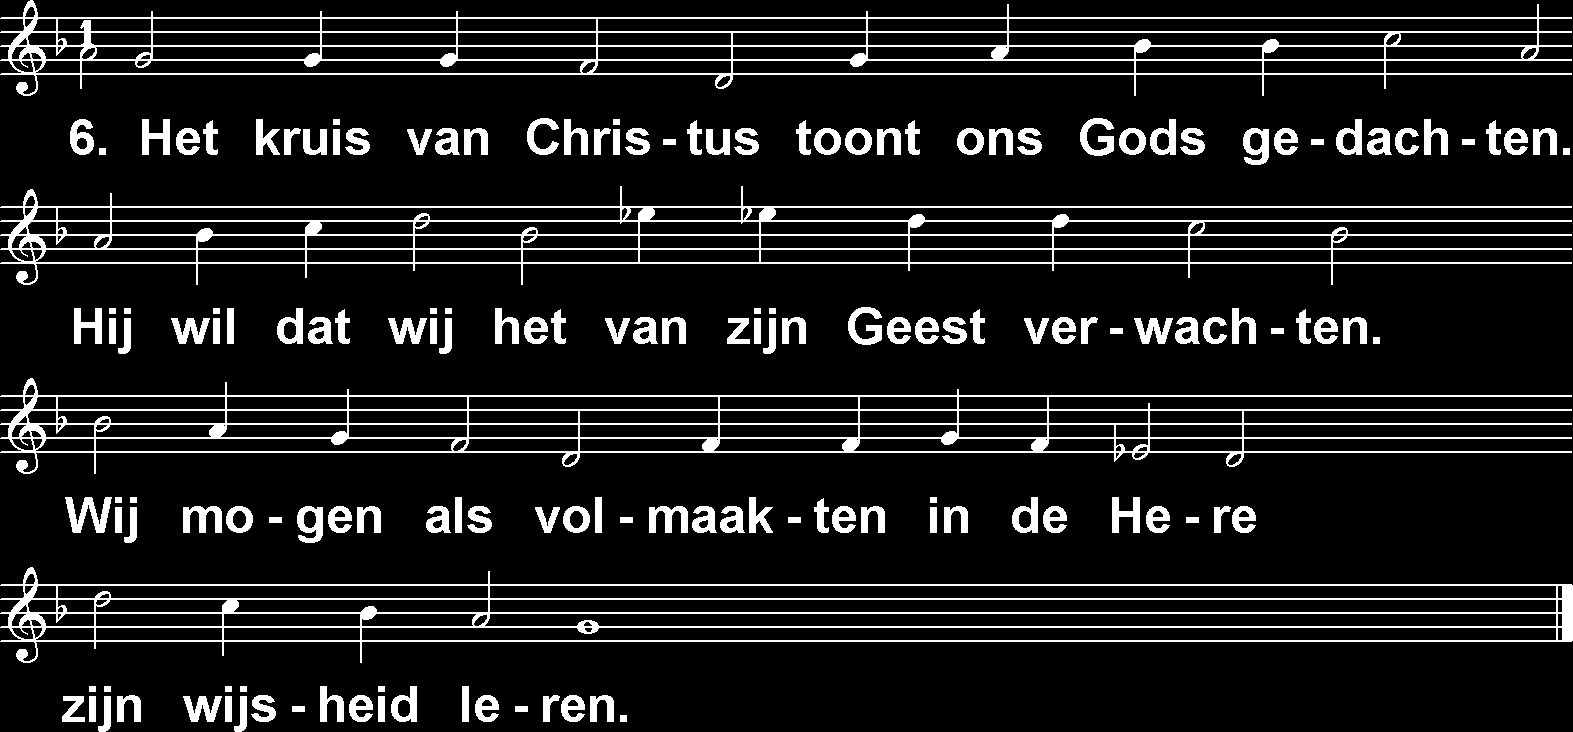 6. Het kruis van Chris - tus toont ons Gods ge - dach - ten.
Hij wil dat wij het van zijn Geest ver - wach - ten.
Wij mo - gen als vol - maak - ten in de He - re
zijn wijs - heid le - ren.